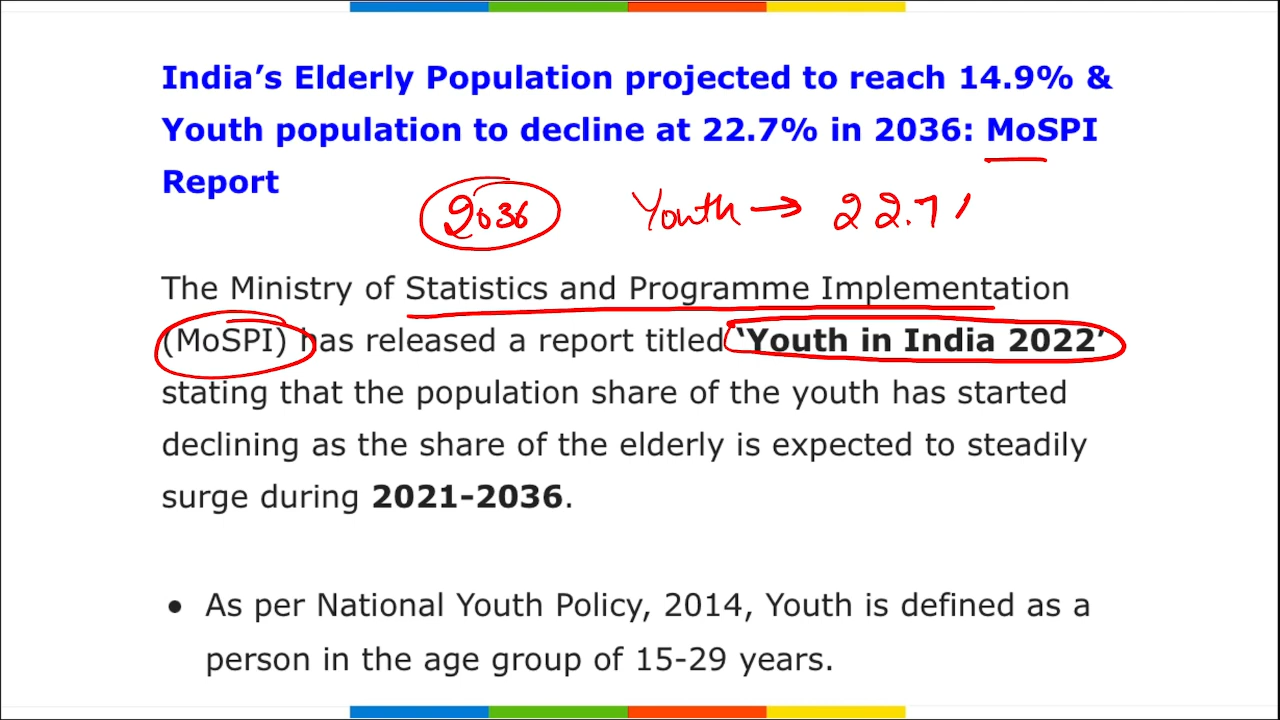 India’s Elderly Population projected to reach 14.9% &
Youth population to decline at 22.7% in 2036: MoSPI
Report
2036 Youth → 22.7%
The Ministry of Statistics and Programme Implementation
(MoSPI) has released a report titled ‘Youth in India 2022’
stating that the population share of the youth has started
declining as the share of the elderly is expected to steadily
surge during 2021-2036.
● As per National Youth Policy, 2014, Youth is defined as a
person in the age group of 15-29 years.